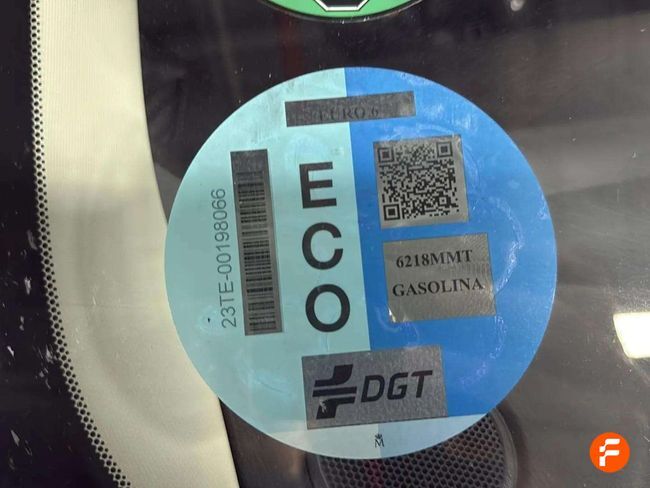 EURO 6
ECO
23TE-00198066
6218MMT
GASOLINA
DGT
M
F